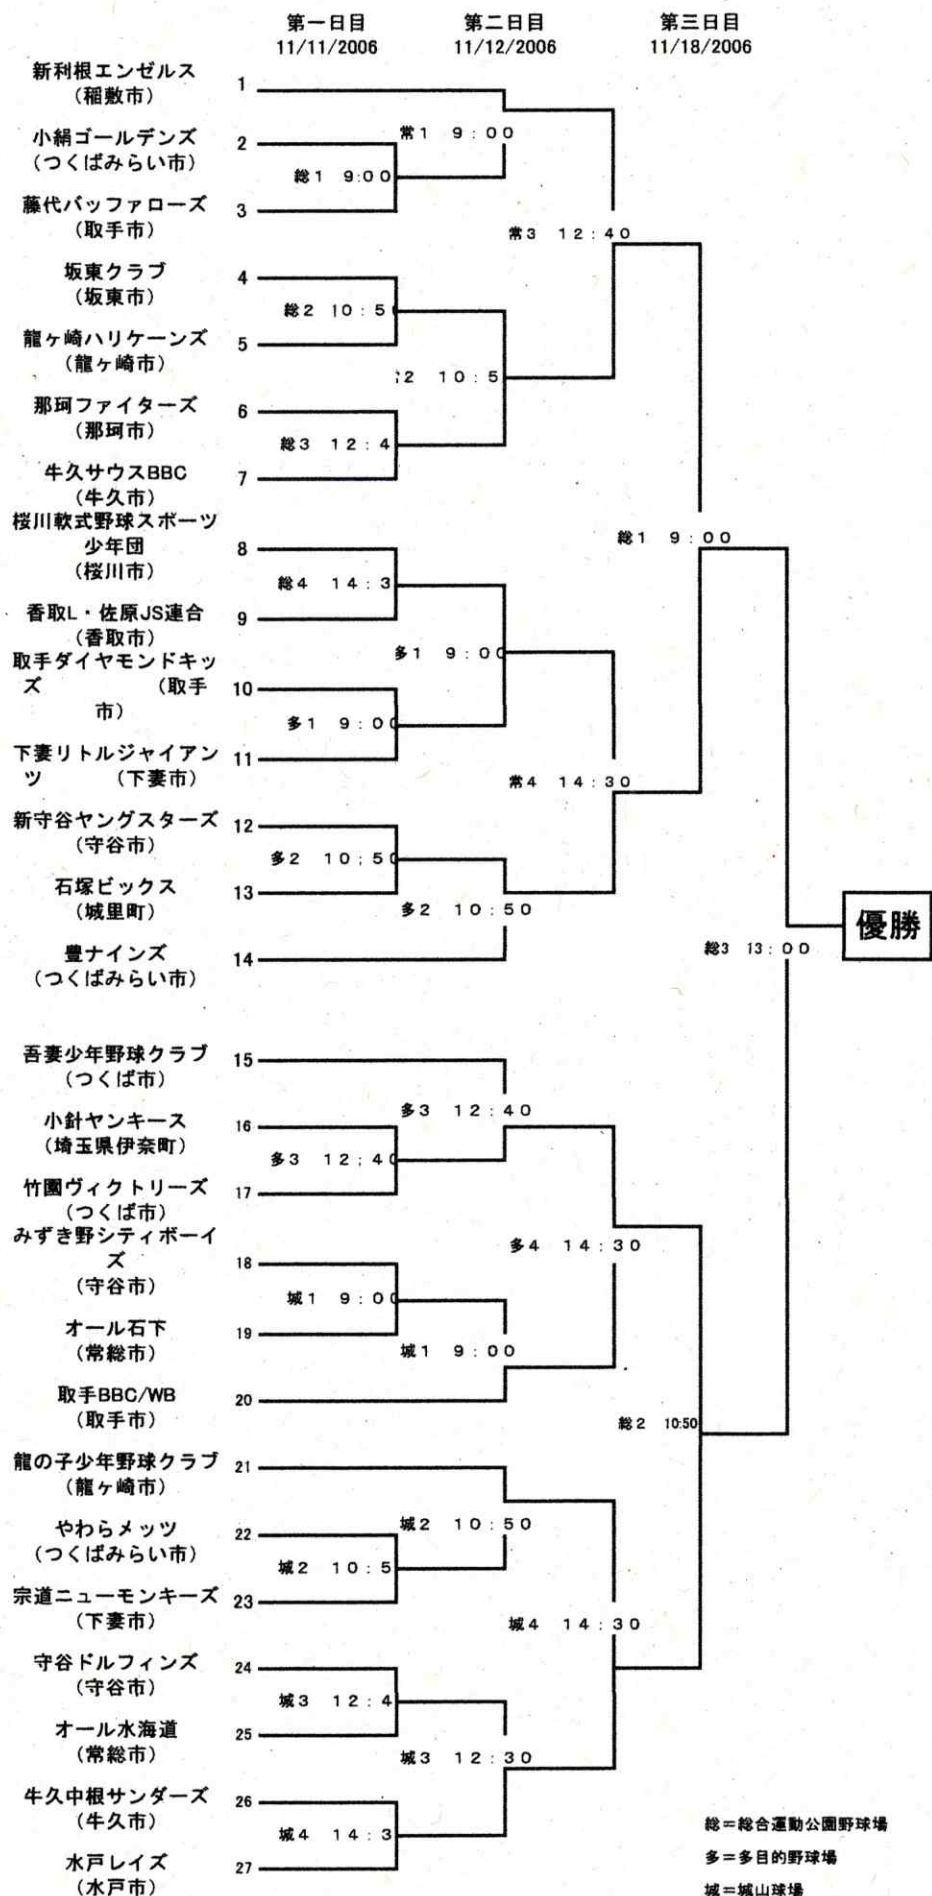 第一日目 第二日目 第三日目
11/11/2006 11/12/2006 11/18/2006
新利根エンゼルス
(稲敷市)
1
小絹ゴールデンズ
(つくばみらい市)
2
常1 9:00
総1 9:00
藤代バッファローズ
(取手市)
3
常3 12:40
坂東クラブ
(坂東市)
4
総2 10:5
龍ヶ崎ハリケーンズ
(龍ヶ崎市)
5
2 10:5
那珂ファイターズ
(那珂市)
6
総3 12:4
牛久サウスBBC
(牛久市)
7
桜川軟式野球スポーツ
少年団
(桜川市)
8
総1 9:00
総4 14:3
香取L・佐原JS連合
(香取市)
9
多1 9:00
取手ダイヤモンドキッ
ズ (取手
市)
10
多1 9:00
下妻リトルジャイアン
ツ (下妻市)
11
常4 14:30
新守谷ヤングスターズ
(守谷市)
12
多2 10;50
石塚ビックス
(城里町)
13
多2 10:50
優勝
豊ナインズ
(つくばみらい市)
14
総3 13:00
吾妻少年野球クラブ
(つくば市)
15
多3 12:40
小針ヤンキース
(埼玉県伊奈町)
16
多3 12;40
竹園ヴィクトリーズ
(つくば市)
17
みずき野シティボーイ
ズ
(守谷市)
18
多4 14:30
城1 9:00
オール石下
(常総市)
19
城1 9:00
取手BBC/WB
(取手市)
20
総2 10:50
龍の子少年野球クラブ
(龍ヶ崎市)
21
城2 10:50
やわらメッツ
(つくばみらい市)
22
城2 10:5
宗道ニューモンキーズ
(下妻市)
23
城4 14:30
守谷ドルフィンズ
(守谷市)
24
城3 12:4
オール水海道
(常総市)
25
城3 12:30
牛久中根サンダーズ
(牛久市)
26
城4 14:3
水戸レイズ
(水戸市)
27
総=総合運動公園野球場
多=多目的野球場
城=城山球場